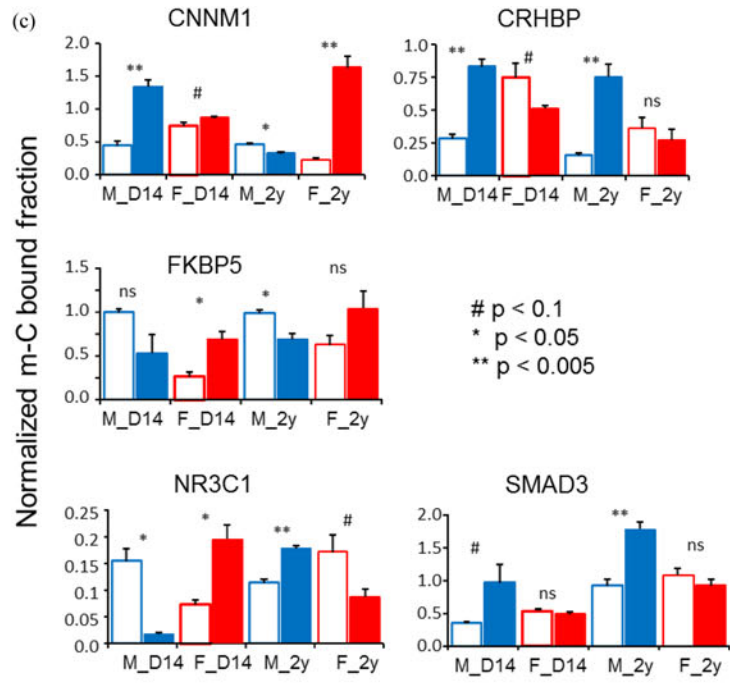 (c)
Normalized m-C bound fraction
CNNM1
2.0
1.5
1.0
0.5
0.0
** # * **
M_D14 F_D14 M_2y F_2y
CRHBP
1.0
0.75
0.50
0.25
0
** # ** ns
M_D14 F_D14 M_2y F_2y
FKBP5
1.5
1.0
0.5
0.0
ns * * ns
M_D14 F_D14 M_2y F_2y
# p < 0.1
* p < 0.05
** p < 0.005
NR3C1
0.25
0.2
0.15
0.1
0.05
0.0
* * ** #
M_D14 F_D14 M_2y F_2y
SMAD3
2.0
1.5
1.0
0.5
0.0
# ns ** ns
M_D14 F_D14 M_2y F_2y